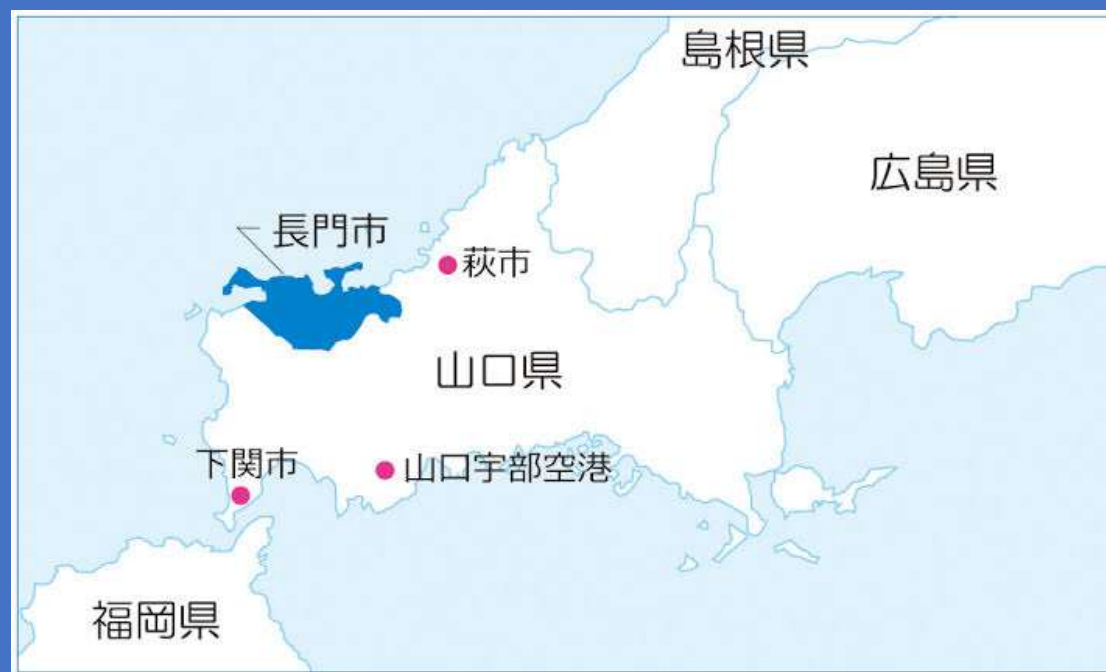 島根県
広島県
長門市
萩市
山口県
下関市
山口宇部空港
福岡県